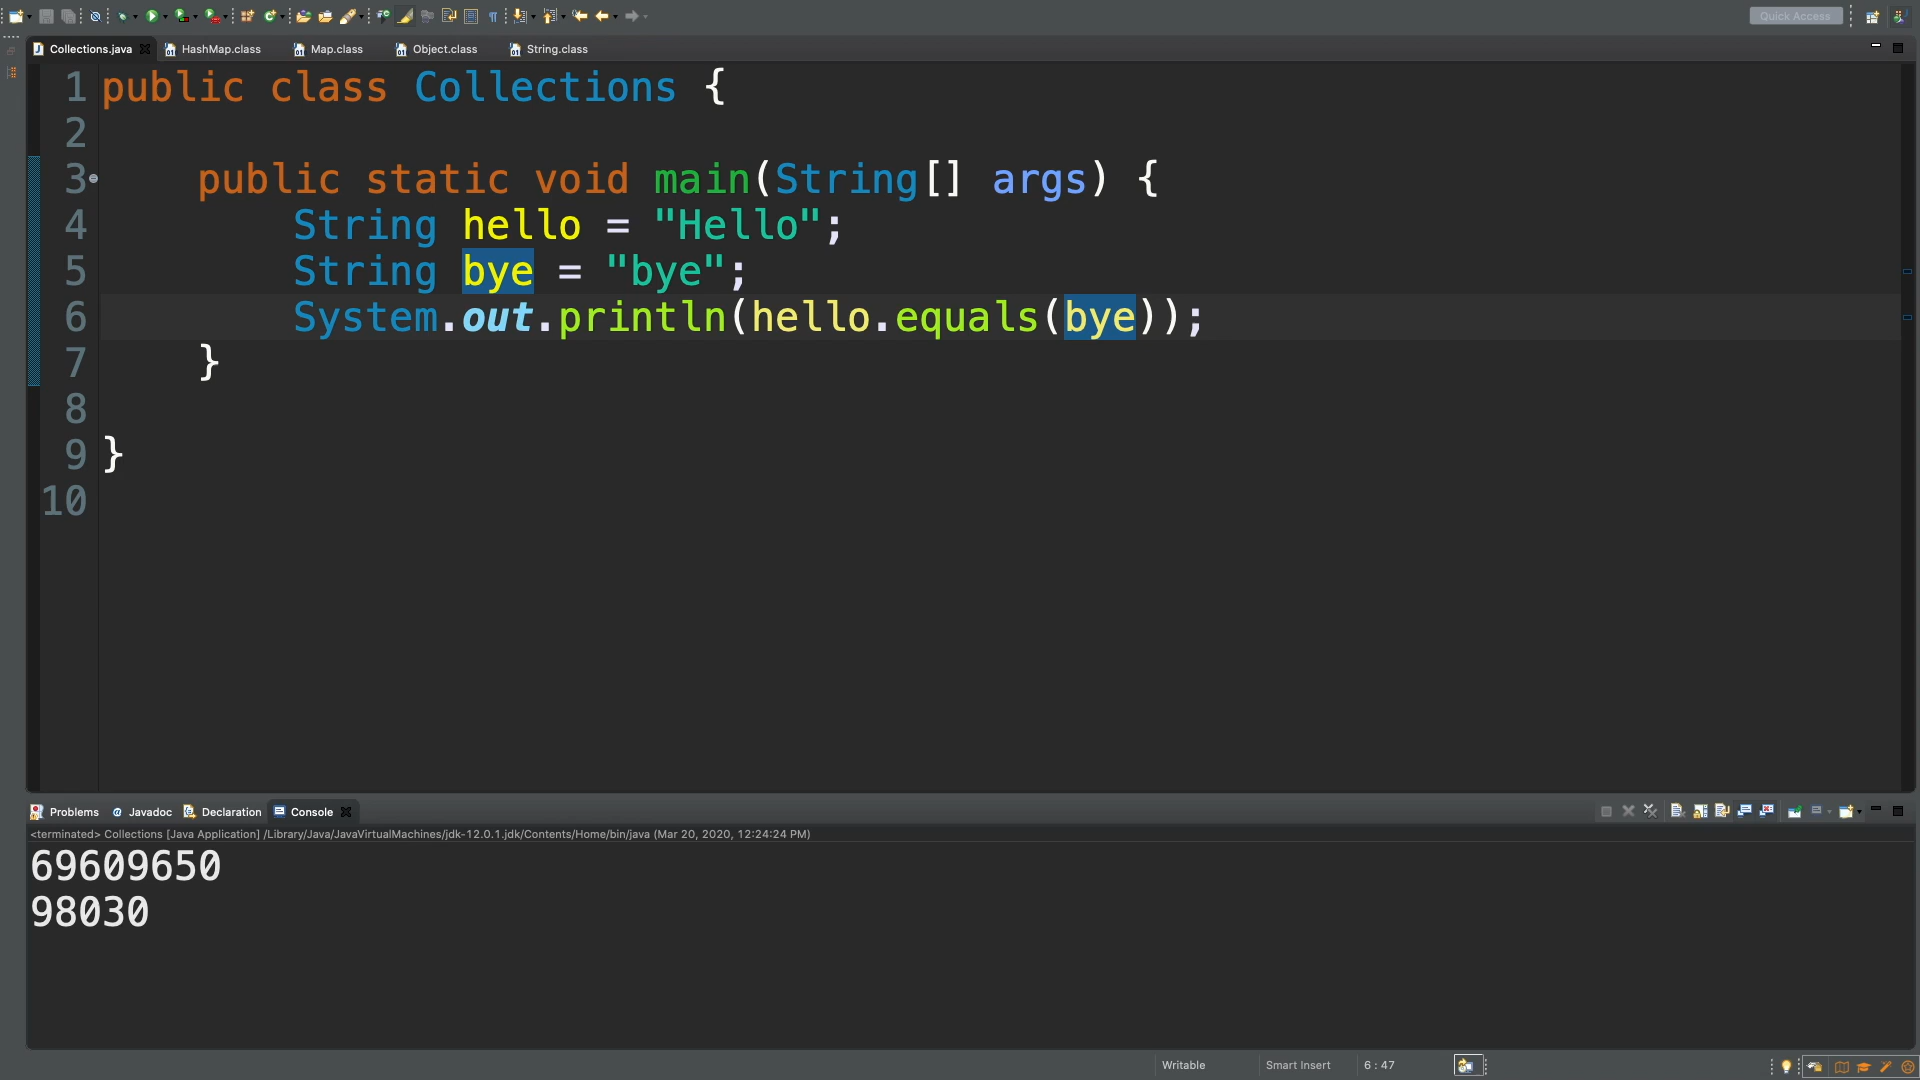 Quick Access
Collections.java HashMap.class Map.class Object.class String.class
1 public class Collections {
2
3 public static void main(String[] args) {
4 String hello = "Hello";
5 String bye = "bye";
6 System.out.println(hello.equals(bye));
7 }
8
9 }
10
Problems @ Javadoc Declaration Console
<terminated> Collections [Java Application] /Library/Java/JavaVirtualMachines/jdk-12.0.1.jdk/Contents/Home/bin/java (Mar 20, 2020, 12:24:24 PM)
69609650
98030
Writable Smart Insert 6 : 47